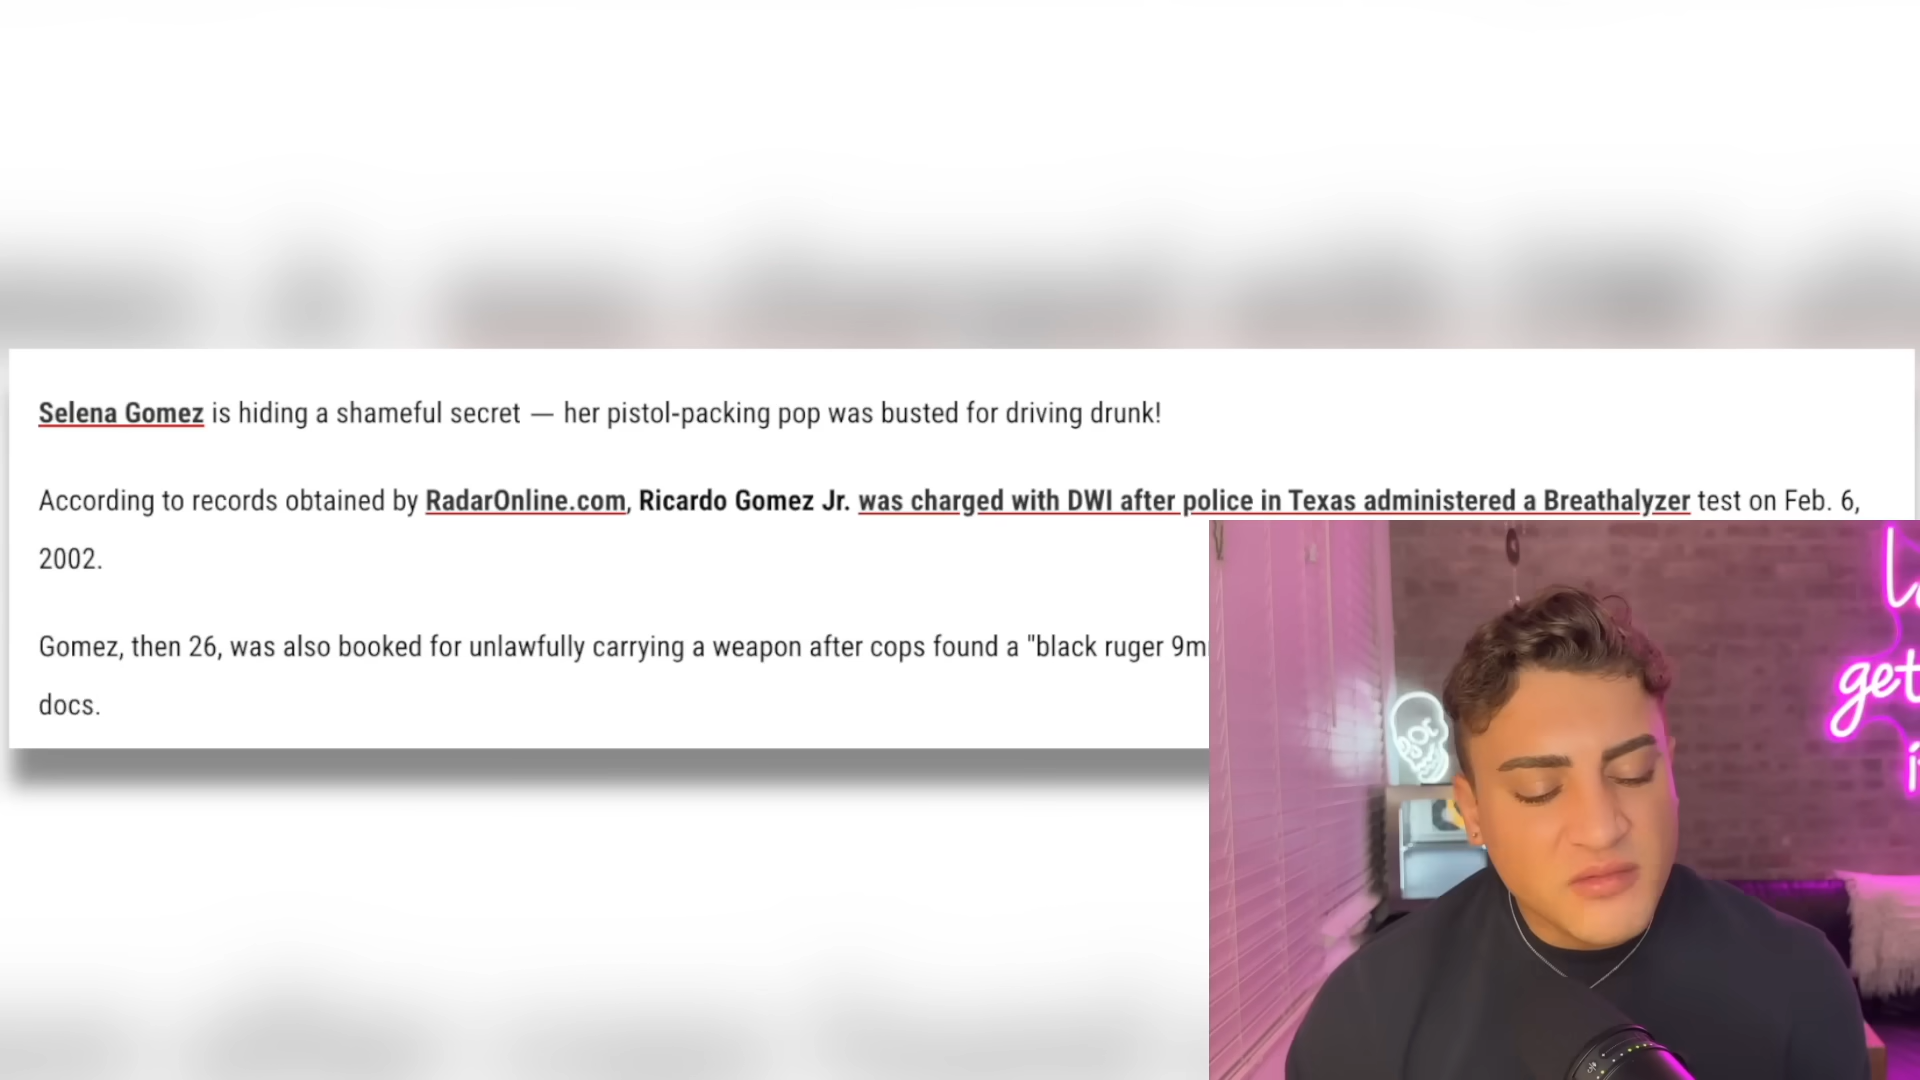 Selena Gomez is hiding a shameful secret — her pistol-packing pop was busted for driving drunk!
According to records obtained by RadarOnline.com, Ricardo Gomez Jr. was charged with DWI after police in Texas administered a Breathalyzer test on Feb. 6,
2002.
Gomez, then 26, was also booked for unlawfully carrying a weapon after cops found a "black ruger
docs.
get